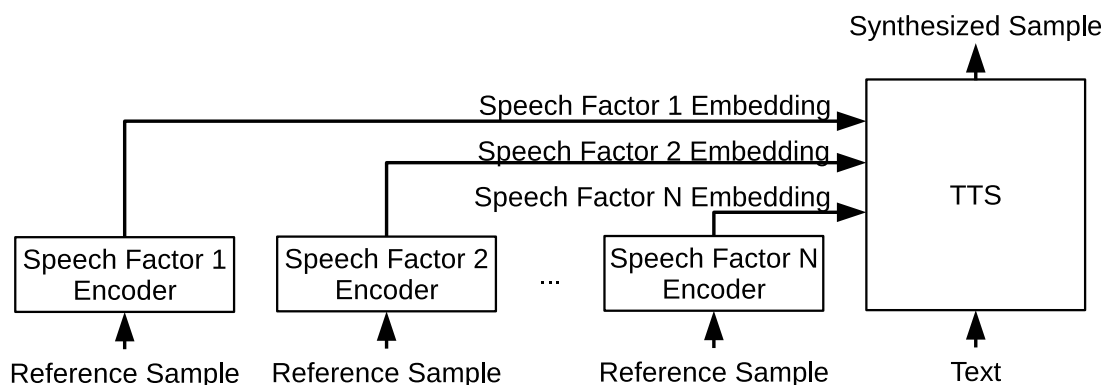 Synthesized Sample
Speech Factor 1 Embedding
Speech Factor 2 Embedding
Speech Factor N Embedding
TTS
Speech Factor 1
Encoder
Speech Factor 2
Encoder
...
Speech Factor N
Encoder
Reference Sample
Reference Sample
Reference Sample
Text